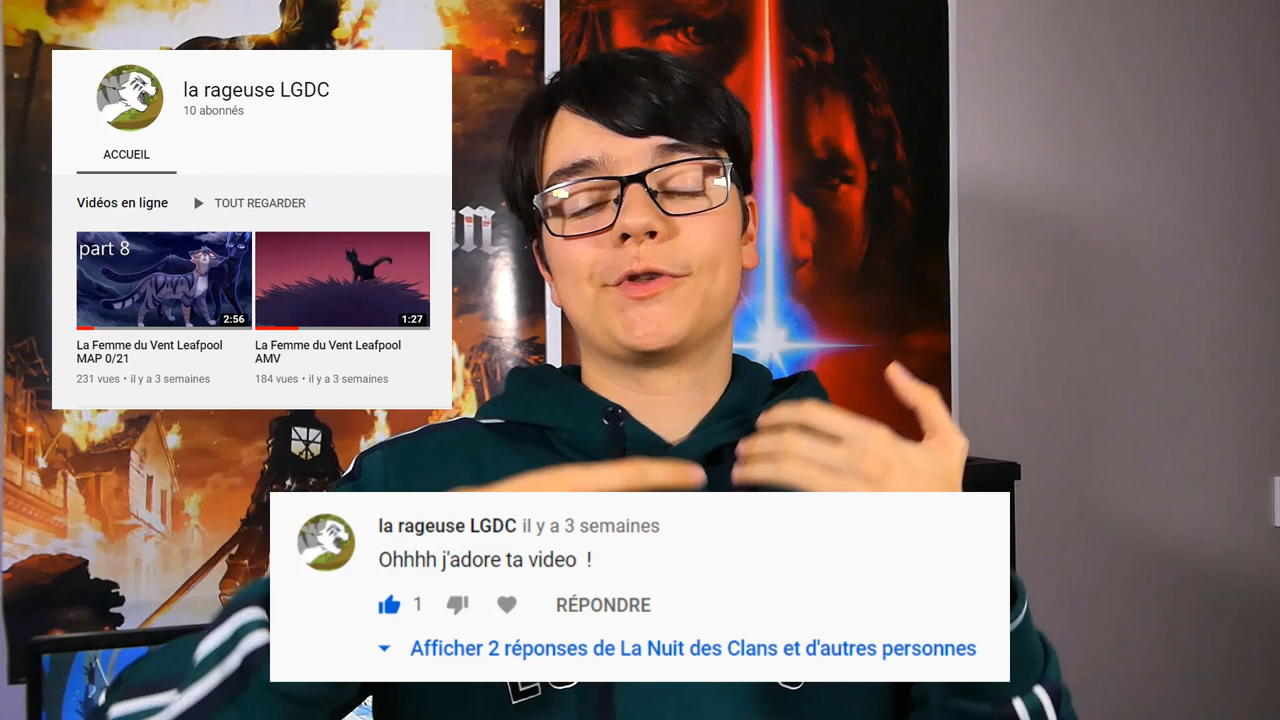 la rageuse LGDC
10 abonnés
ACCUEIL
Vidéos en ligne TOUT REGARDER
part 8
2:56
1:27
La Femme du Vent Leafpool
MAP 0/21
231 vues • il y a 3 semaines
La Femme du Vent Leafpool
AMV
184 vues • il y a 3 semaines
la rageuse LGDC il y a 3 semaines
Ohhhh j'adore ta video !
1 RÉPONDRE
Afficher 2 réponses de La Nuit des Clans et d'autres personnes